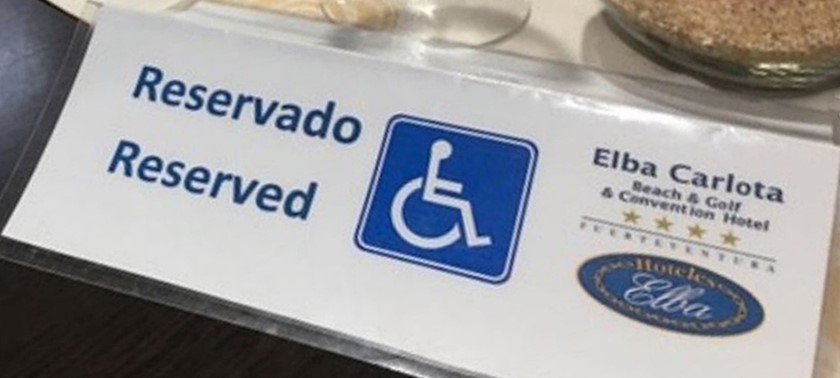 Reservado
Reserved
Elba Carlota
Beach & Golf
& Convention Hotel
FUERTEVENTURA
Hoteles
Elba